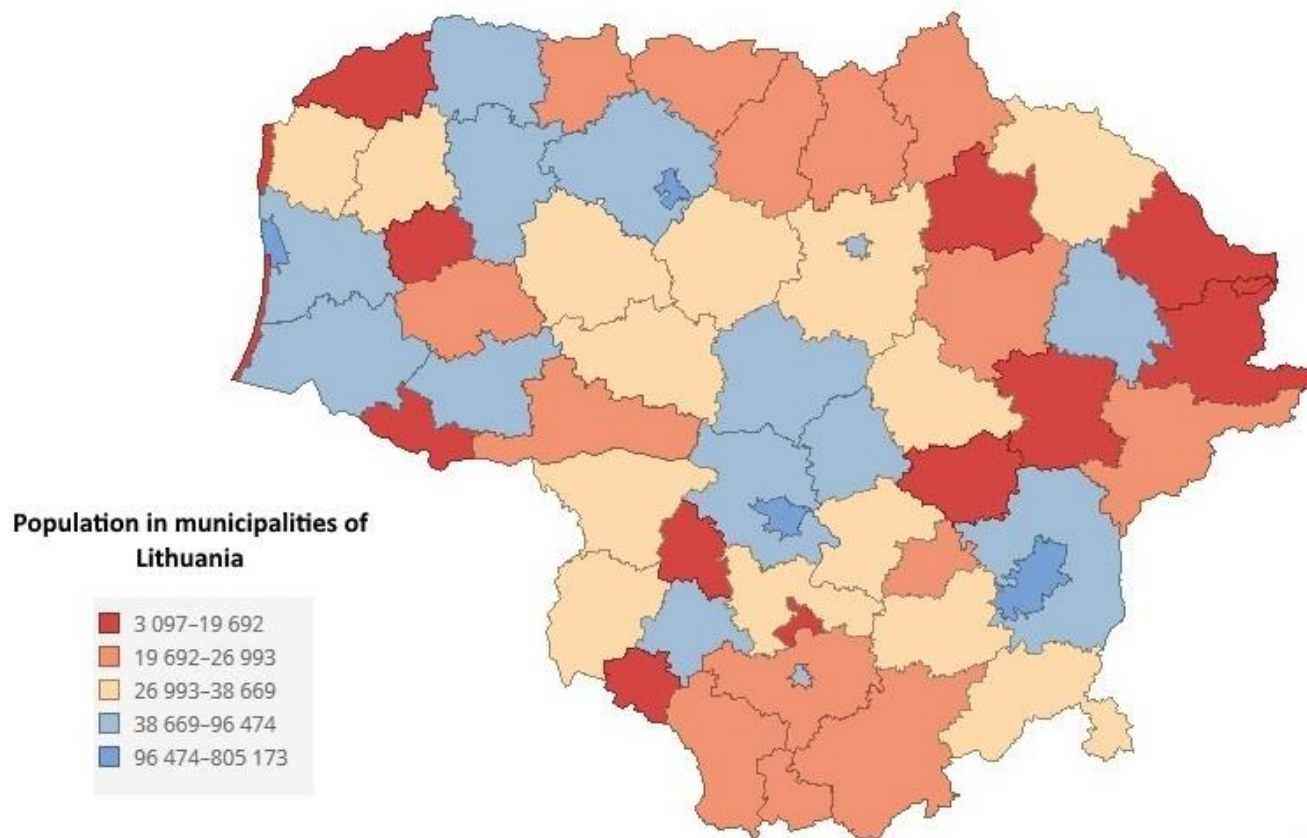 Population in municipalities of
Lithuania
3 097–19 692
19 692–26 993
26 993–38 669
38 669–96 474
96 474–805 173